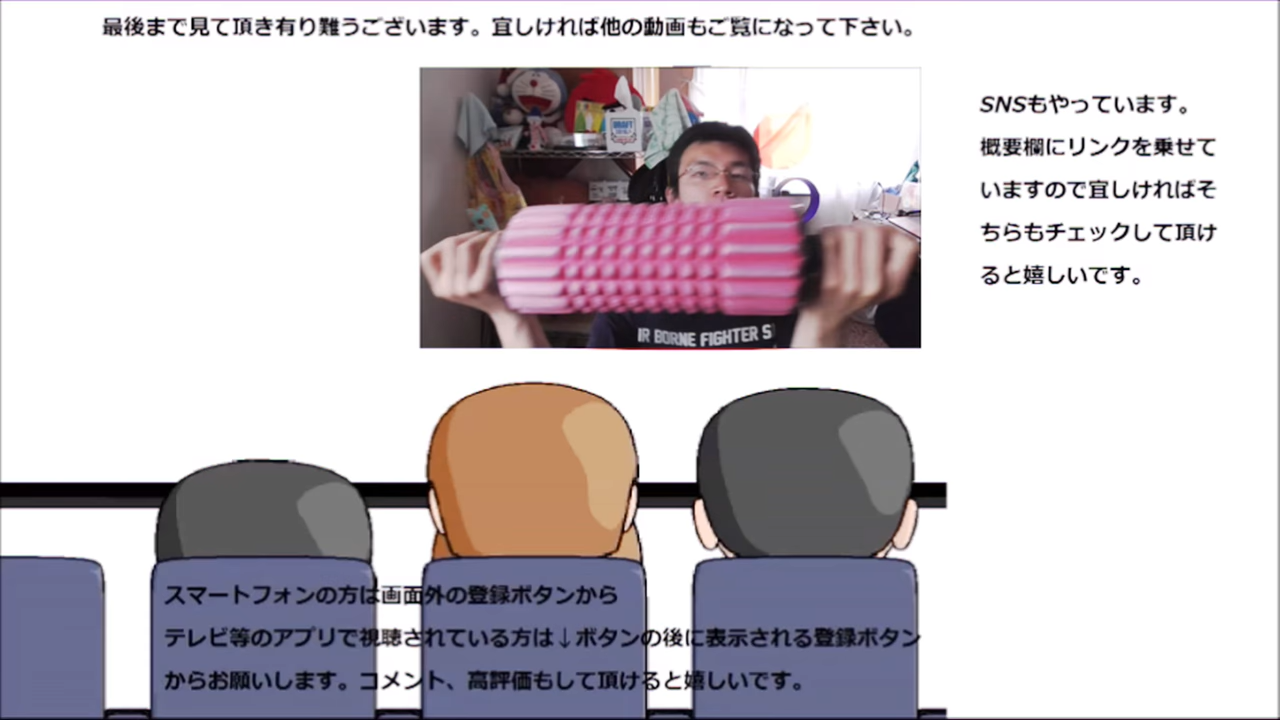 最後まで見て頂き有り難うございます。宜しければ他の動画もご覧になって下さい。
SNSもやっています。
概要欄にリンクを乗せて
いますので宜しければそ
ちらもチェックして頂け
ると嬉しいです。
DRAFT
IR BORNE FIGHTER S
スマートフォンの方は画面外の登録ボタンから
テレビ等のアプリで視聴されている方は↓ボタンの後に表示される登録ボタン
からお願いします。コメント、高評価もして頂けると嬉しいです。